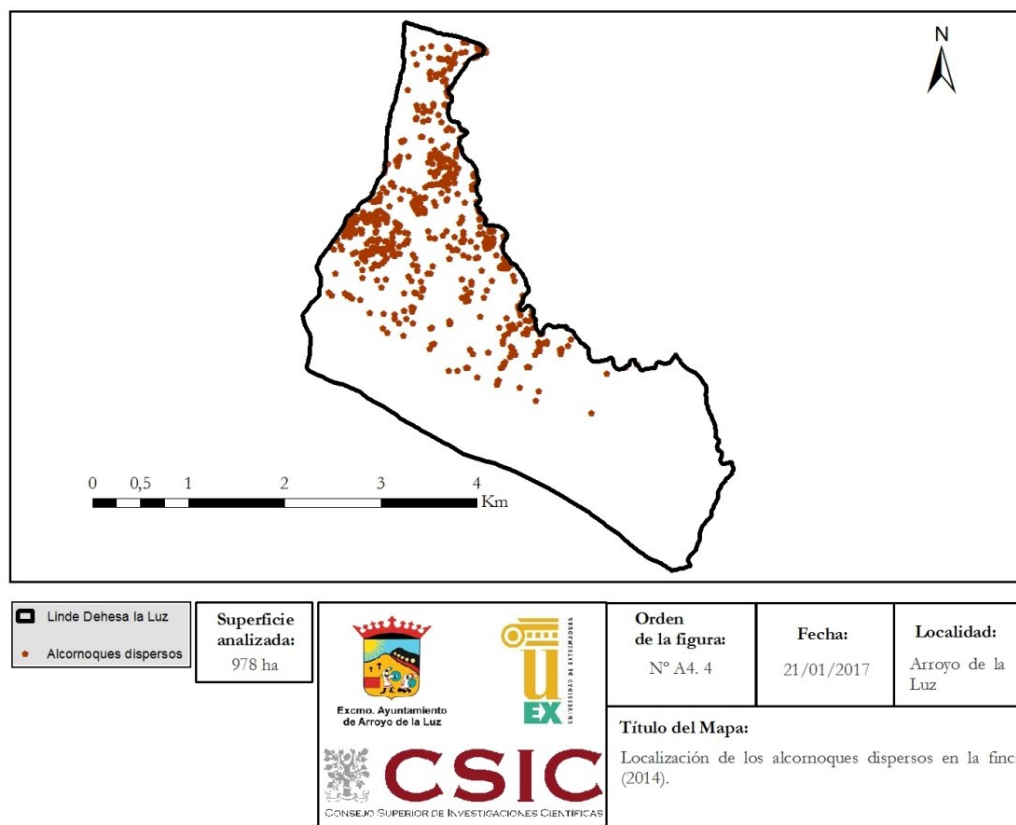 N
0 0,5 1 2 3 4
Km
Linde Dehesa la Luz
Alcornoques dispersos
Superficie
analizada:
978 ha
Excmo. Ayuntamiento
de Arroyo de la Luz
u
EX
UNIVERSIDAD DE EXTREMADURA
CSIC
CONSEJO SUPERIOR DE INVESTIGACIONES CIENTÍFICAS
Orden
de la figura:
Nº A4. 4
Fecha:
21/01/2017
Localidad:
Arroyo de la
Luz
Título del Mapa:
Localización de los alcornoques dispersos en la finc
(2014).